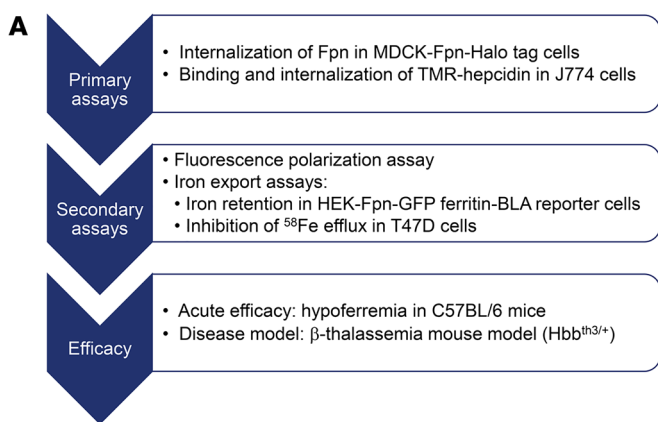 A
Primary
assays
• Internalization of Fpn in MDCK-Fpn-Halo tag cells
• Binding and internalization of TMR-hepcidin in J774 cells
Secondary
assays
• Fluorescence polarization assay
• Iron export assays:
• Iron retention in HEK-Fpn-GFP ferritin-BLA reporter cells
• Inhibition of ⁵⁸Fe efflux in T47D cells
Efficacy
• Acute efficacy: hypoferremia in C57BL/6 mice
• Disease model: β-thalassemia mouse model (Hbbᵗʰ³/⁺)